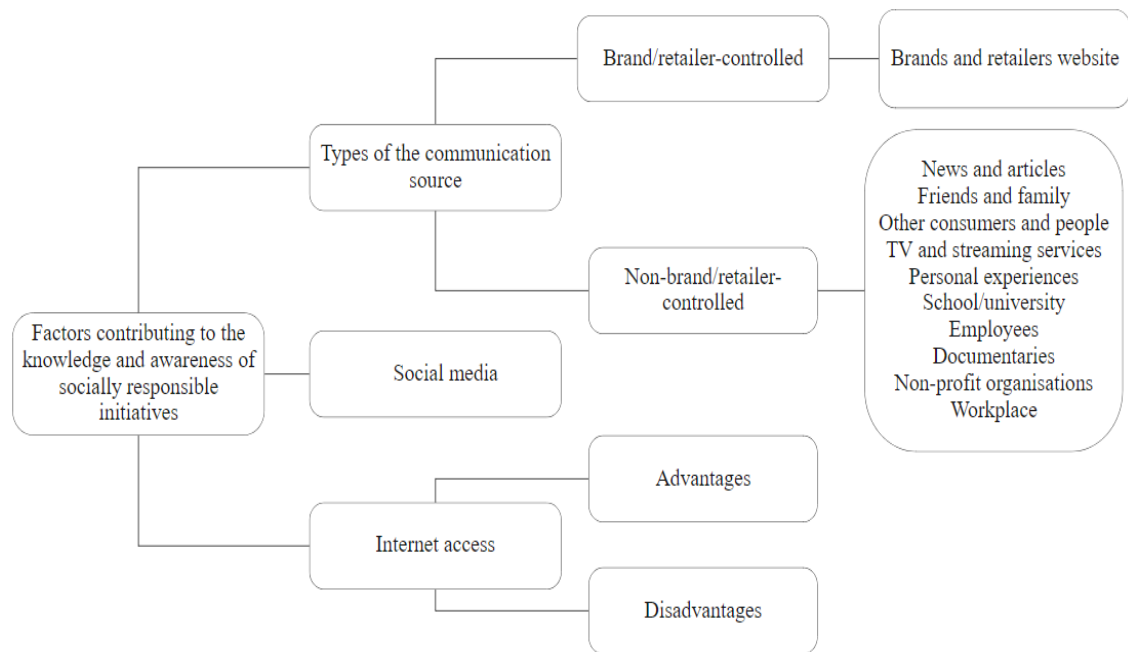 Factors contributing to the
knowledge and awareness of
socially responsible
initiatives
Types of the communication
source
Brand/retailer-controlled
Brands and retailers website
Non-brand/retailer-
controlled
News and articles
Friends and family
Other consumers and people
TV and streaming services
Personal experiences
School/university
Employees
Documentaries
Non-profit organisations
Workplace
Social media
Internet access
Advantages
Disadvantages